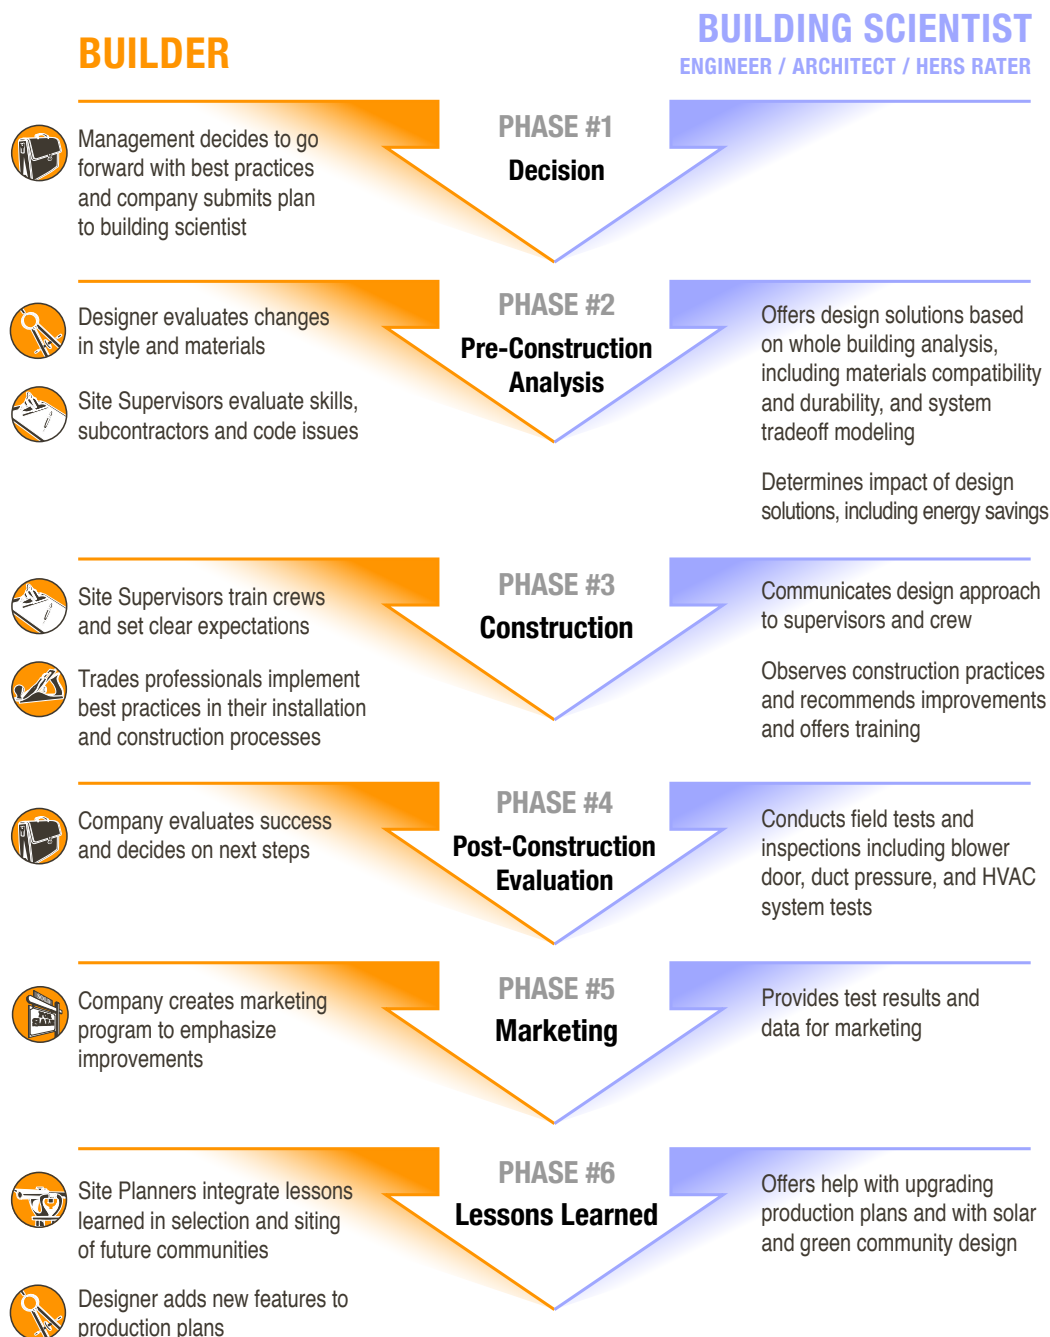 BUILDER
BUILDING SCIENTIST
ENGINEER / ARCHITECT / HERS RATER
PHASE #1
Decision
Management decides to go
forward with best practices
and company submits plan
to building scientist
PHASE #2
Pre-Construction
Analysis
Designer evaluates changes
in style and materials
Site Supervisors evaluate skills,
subcontractors and code issues
Offers design solutions based
on whole building analysis,
including materials compatibility
and durability, and system
tradeoff modeling
Determines impact of design
solutions, including energy savings
PHASE #3
Construction
Site Supervisors train crews
and set clear expectations
Trades professionals implement
best practices in their installation
and construction processes
Communicates design approach
to supervisors and crew
Observes construction practices
and recommends improvements
and offers training
PHASE #4
Post-Construction
Evaluation
Company evaluates success
and decides on next steps
Conducts field tests and
inspections including blower
door, duct pressure, and HVAC
system tests
PHASE #5
Marketing
FOR
SALE
Company creates marketing
program to emphasize
improvements
Provides test results and
data for marketing
PHASE #6
Lessons Learned
Site Planners integrate lessons
learned in selection and siting
of future communities
Designer adds new features to
production plans
Offers help with upgrading
production plans and with solar
and green community design